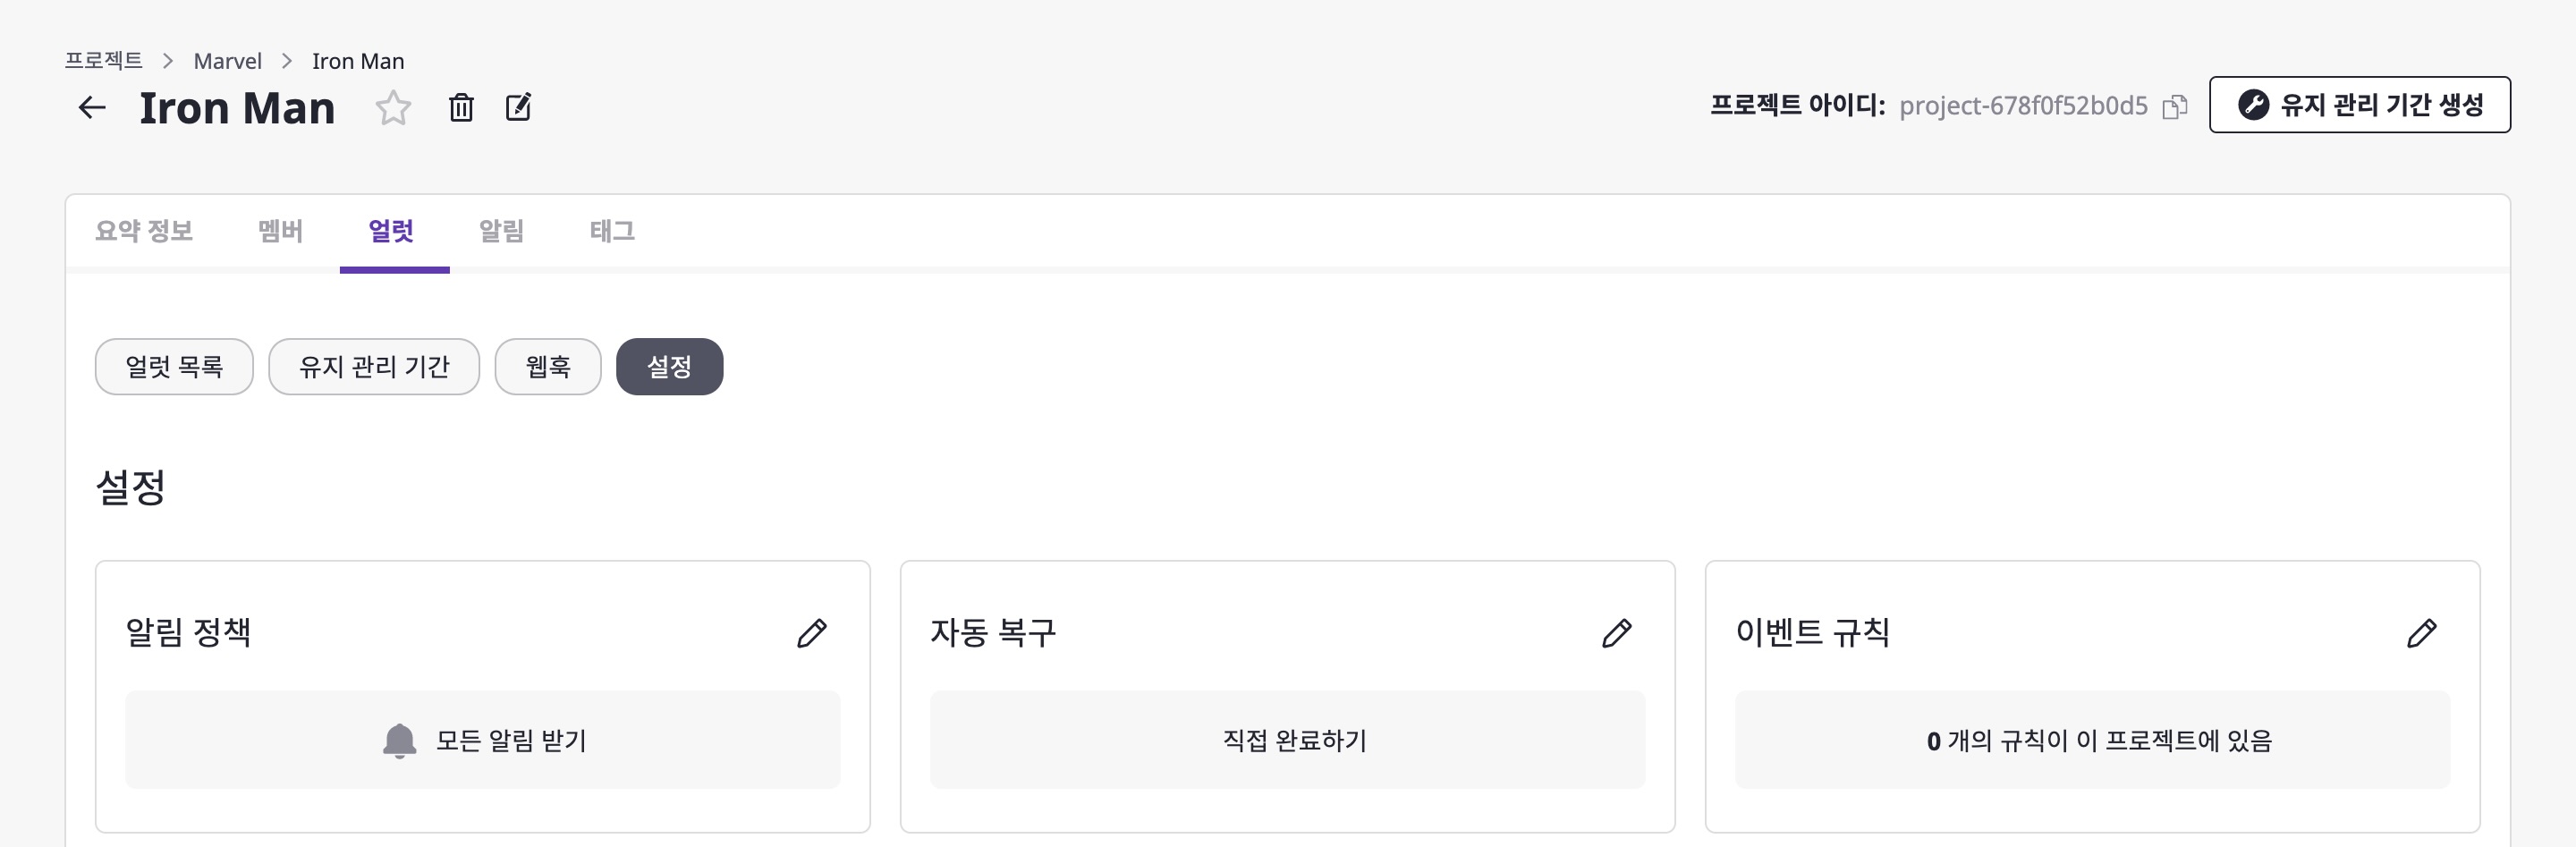 프로젝트 > Marvel > Iron Man
Iron Man
프로젝트 아이디: project-678f0f52b0d5
유지 관리 기간 생성
요약 정보 멤버 얼럿 알림 태그
얼럿 목록 유지 관리 기간 웹훅 설정
설정
알림 정책
모든 알림 받기
자동 복구
직접 완료하기
이벤트 규칙
0 개의 규칙이 이 프로젝트에 있음